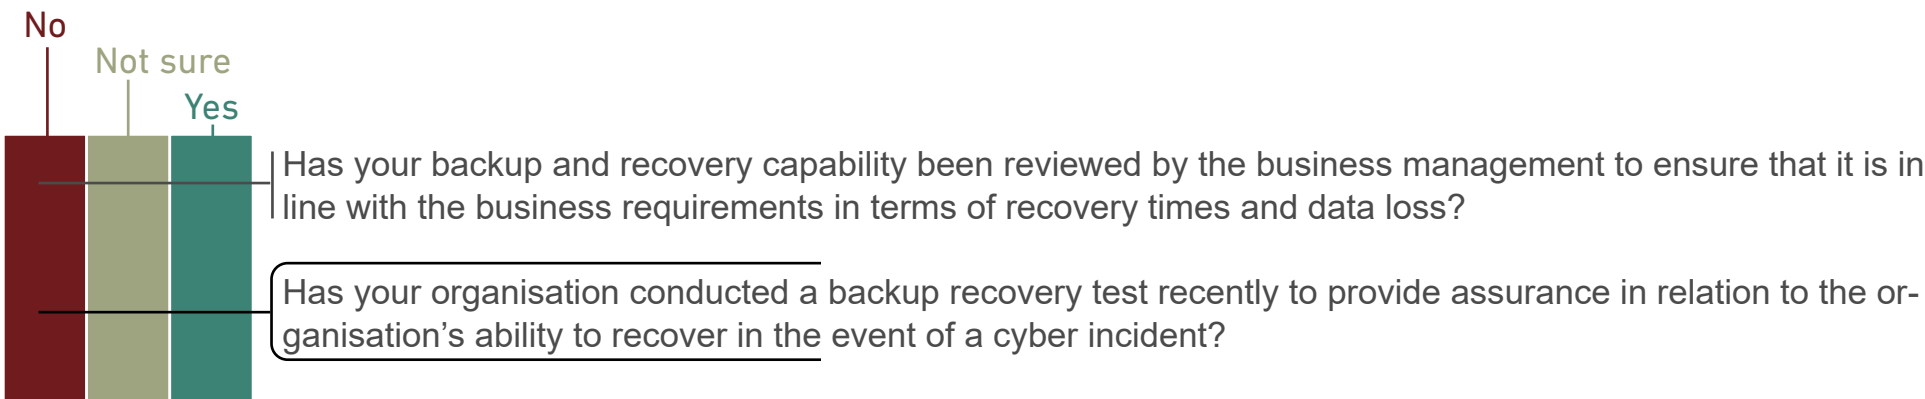 No
Not sure
Yes
Has your backup and recovery capability been reviewed by the business management to ensure that it is in
line with the business requirements in terms of recovery times and data loss?
Has your organisation conducted a backup recovery test recently to provide assurance in relation to the or-
ganisation’s ability to recover in the event of a cyber incident?